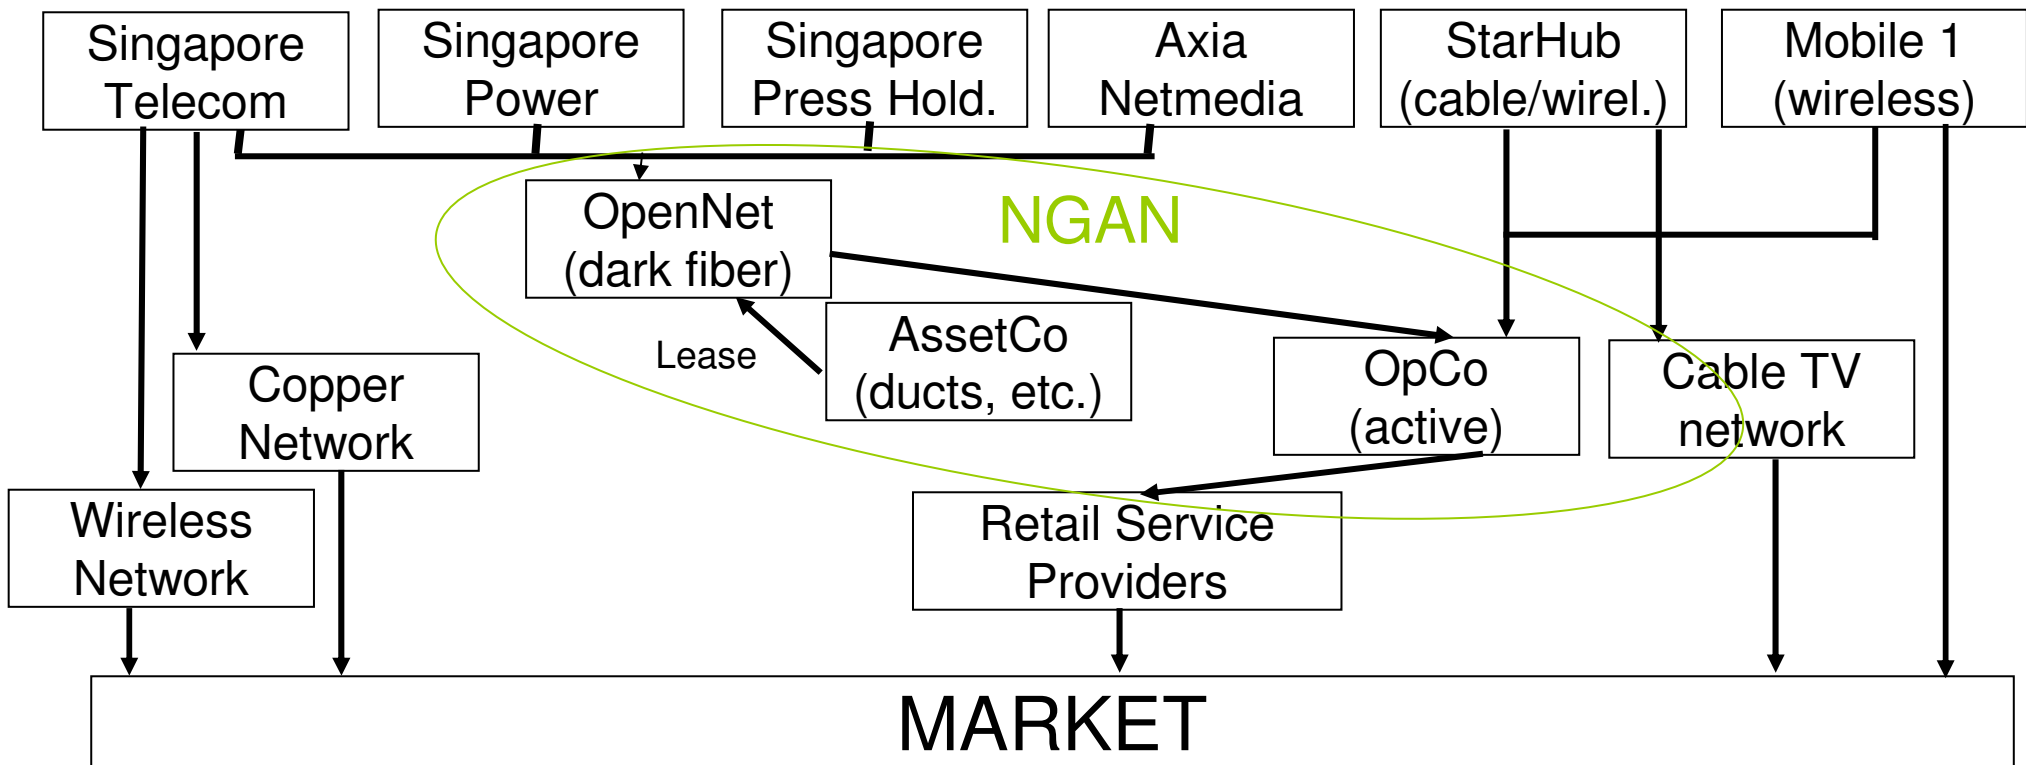 Singapore
Telecom
Singapore
Power
Singapore
Press Hold.
Axia
Netmedia
StarHub
(cable/wirel.)
Mobile 1
(wireless)
OpenNet
(dark fiber)
NGAN
Lease
AssetCo
(ducts, etc.)
OpCo
(active)
Cable TV
network
Copper
Network
Wireless
Network
Retail Service
Providers
MARKET